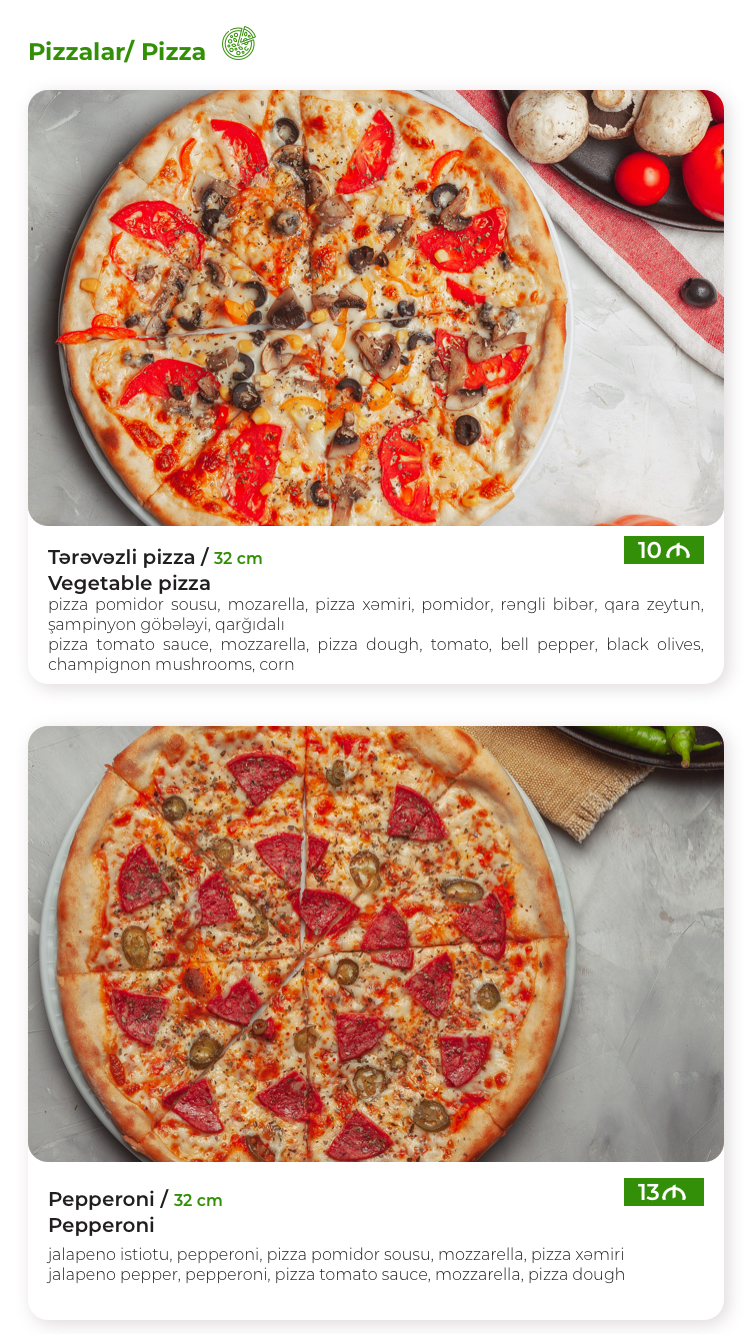 Pizzalar/ Pizza
Tərəvəzli pizza / 32 cm
10 ₼
Vegetable pizza
pizza pomidor sousu, mozarella, pizza xəmiri, pomidor, rəngli bibər, qara zeytun,
şampinyon göbələyi, qarğıdalı
pizza tomato sauce, mozzarella, pizza dough, tomato, bell pepper, black olives,
champignon mushrooms, corn
Pepperoni / 32 cm
13 ₼
Pepperoni
jalapeno istiotu, pepperoni, pizza pomidor sousu, mozzarella, pizza xəmiri
jalapeno pepper, pepperoni, pizza tomato sauce, mozzarella, pizza dough